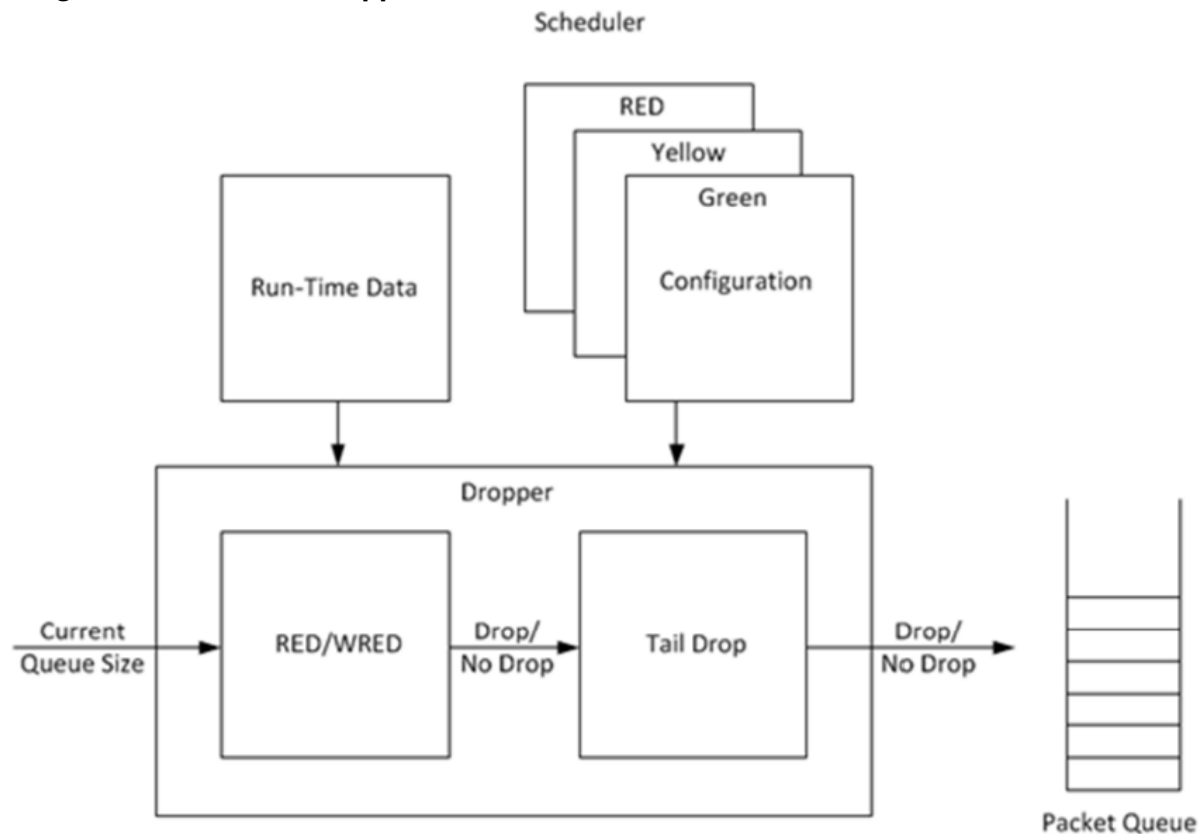 Scheduler
RED
Yellow
Green
Configuration
Run-Time Data
Dropper
Current
Queue Size
RED/WRED
Drop/
No Drop
Tail Drop
Drop/
No Drop
Packet Queue